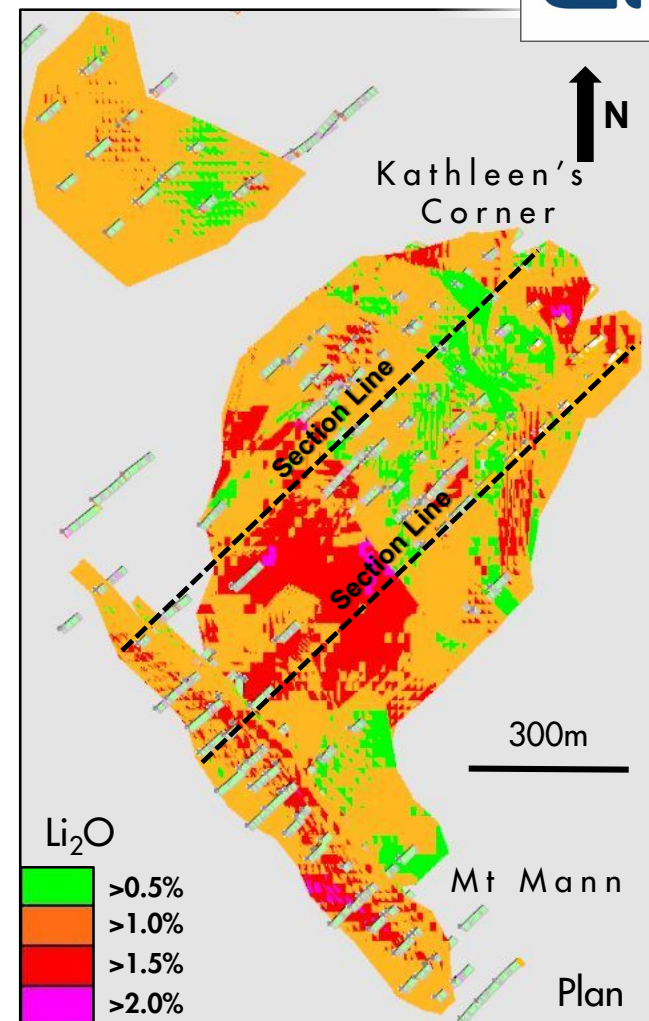 N
Kathleen's
Corner
Section Line
Section Line
300m
Li₂O
>0.5%
>1.0%
>1.5%
>2.0%
Mt Mann
Plan